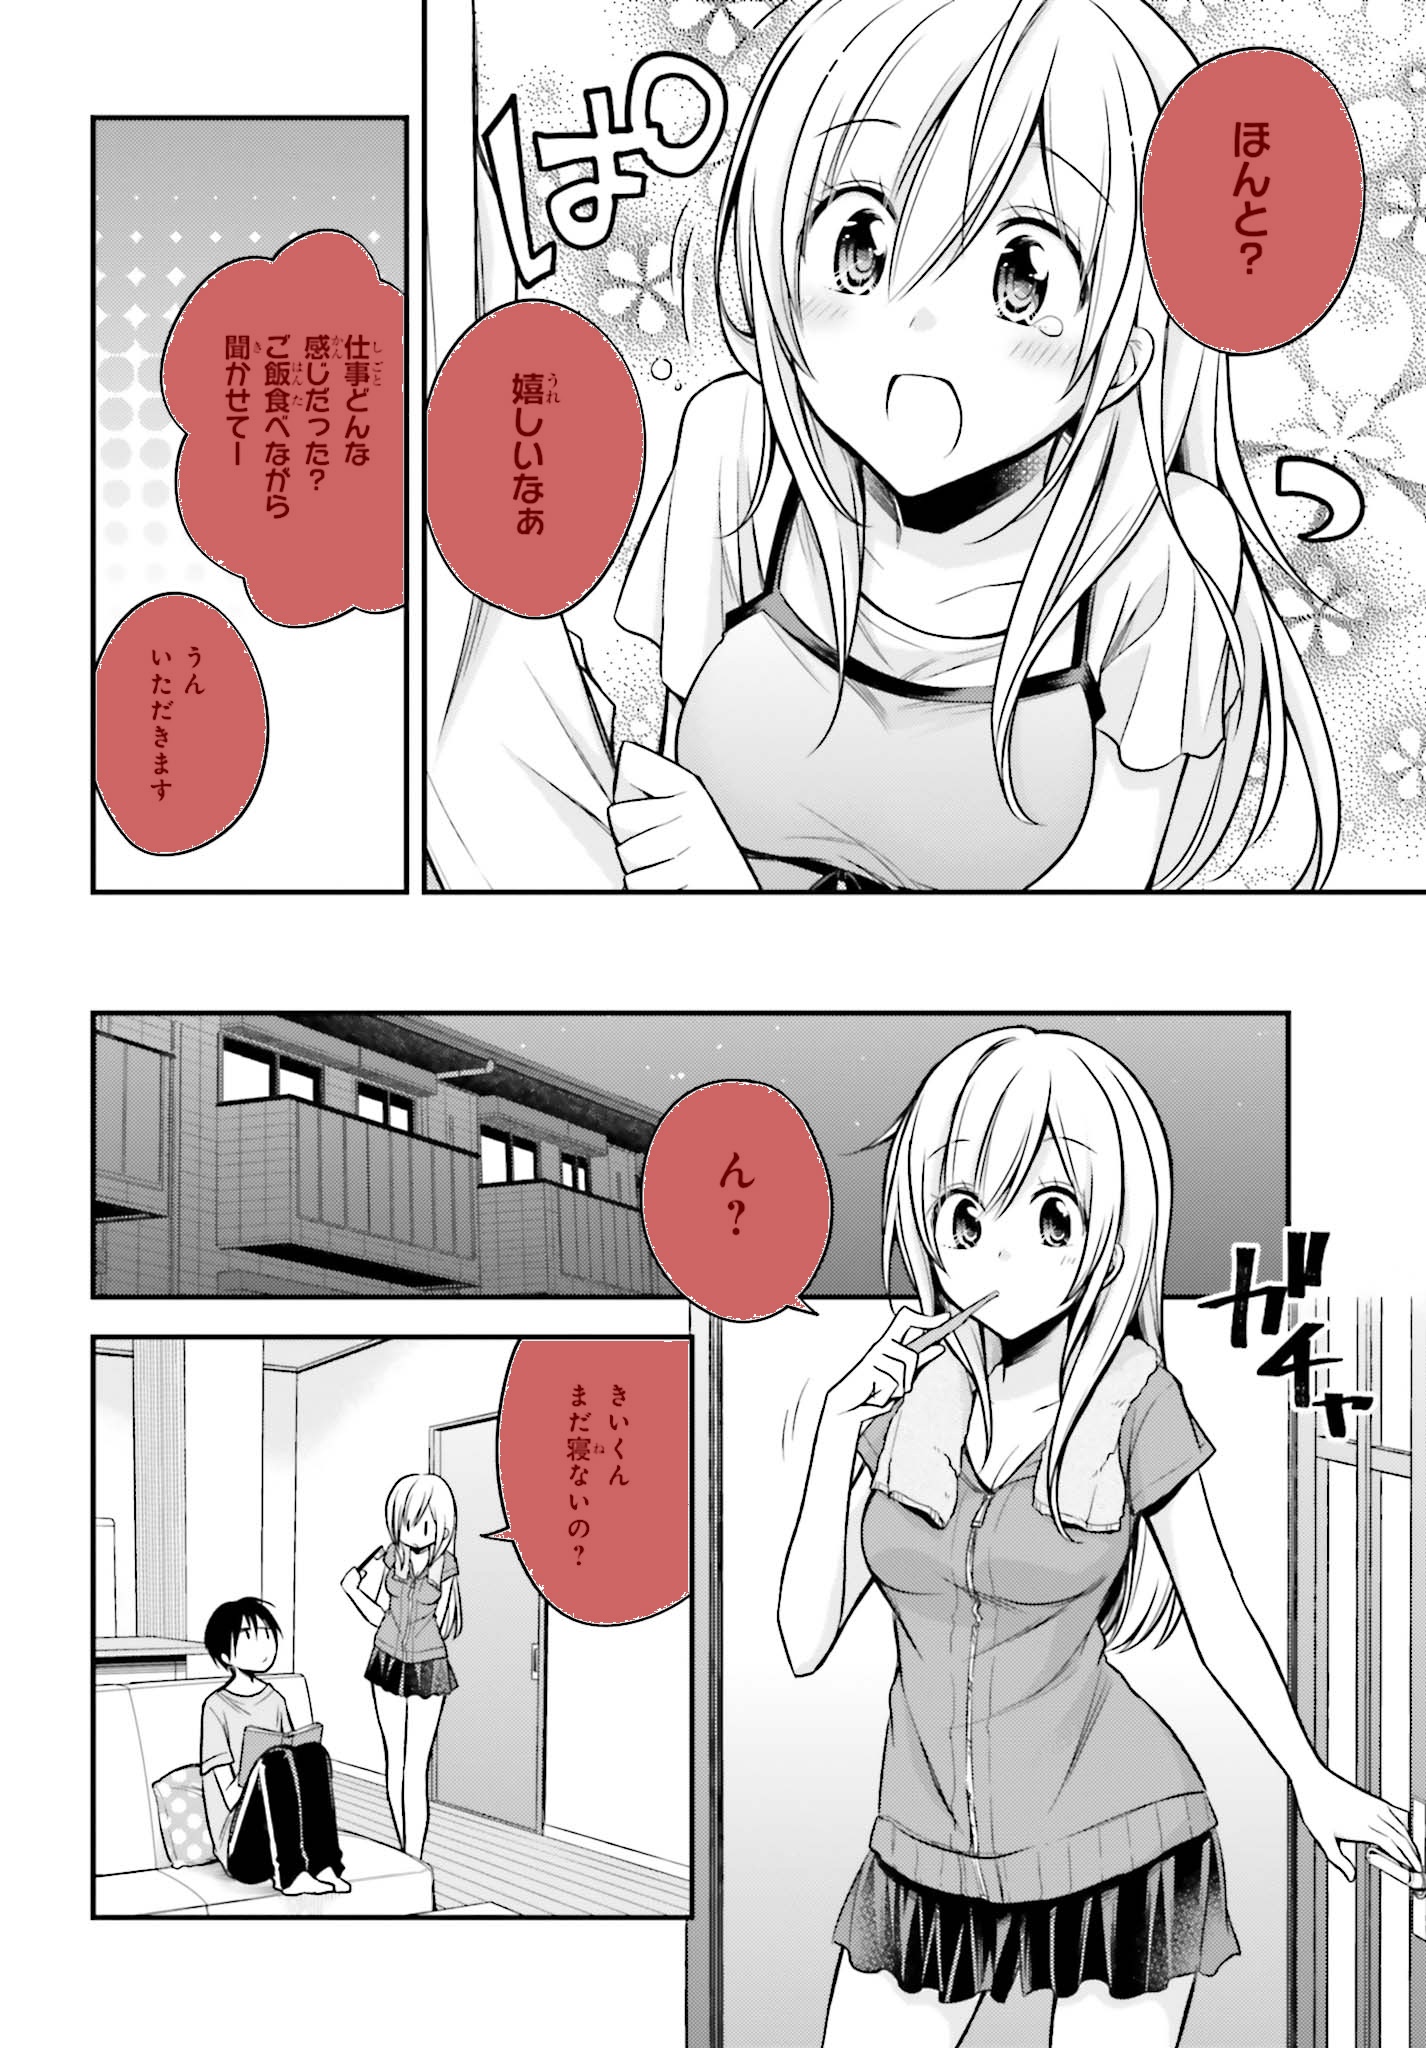 ほんと?
ぱっ
嬉しいなぁ
仕事どんな
感じだった?
ご飯食べながら
聞かせてー
うん
いただきます
ガチャ
ん?
きいくん
まだ寝ないの?